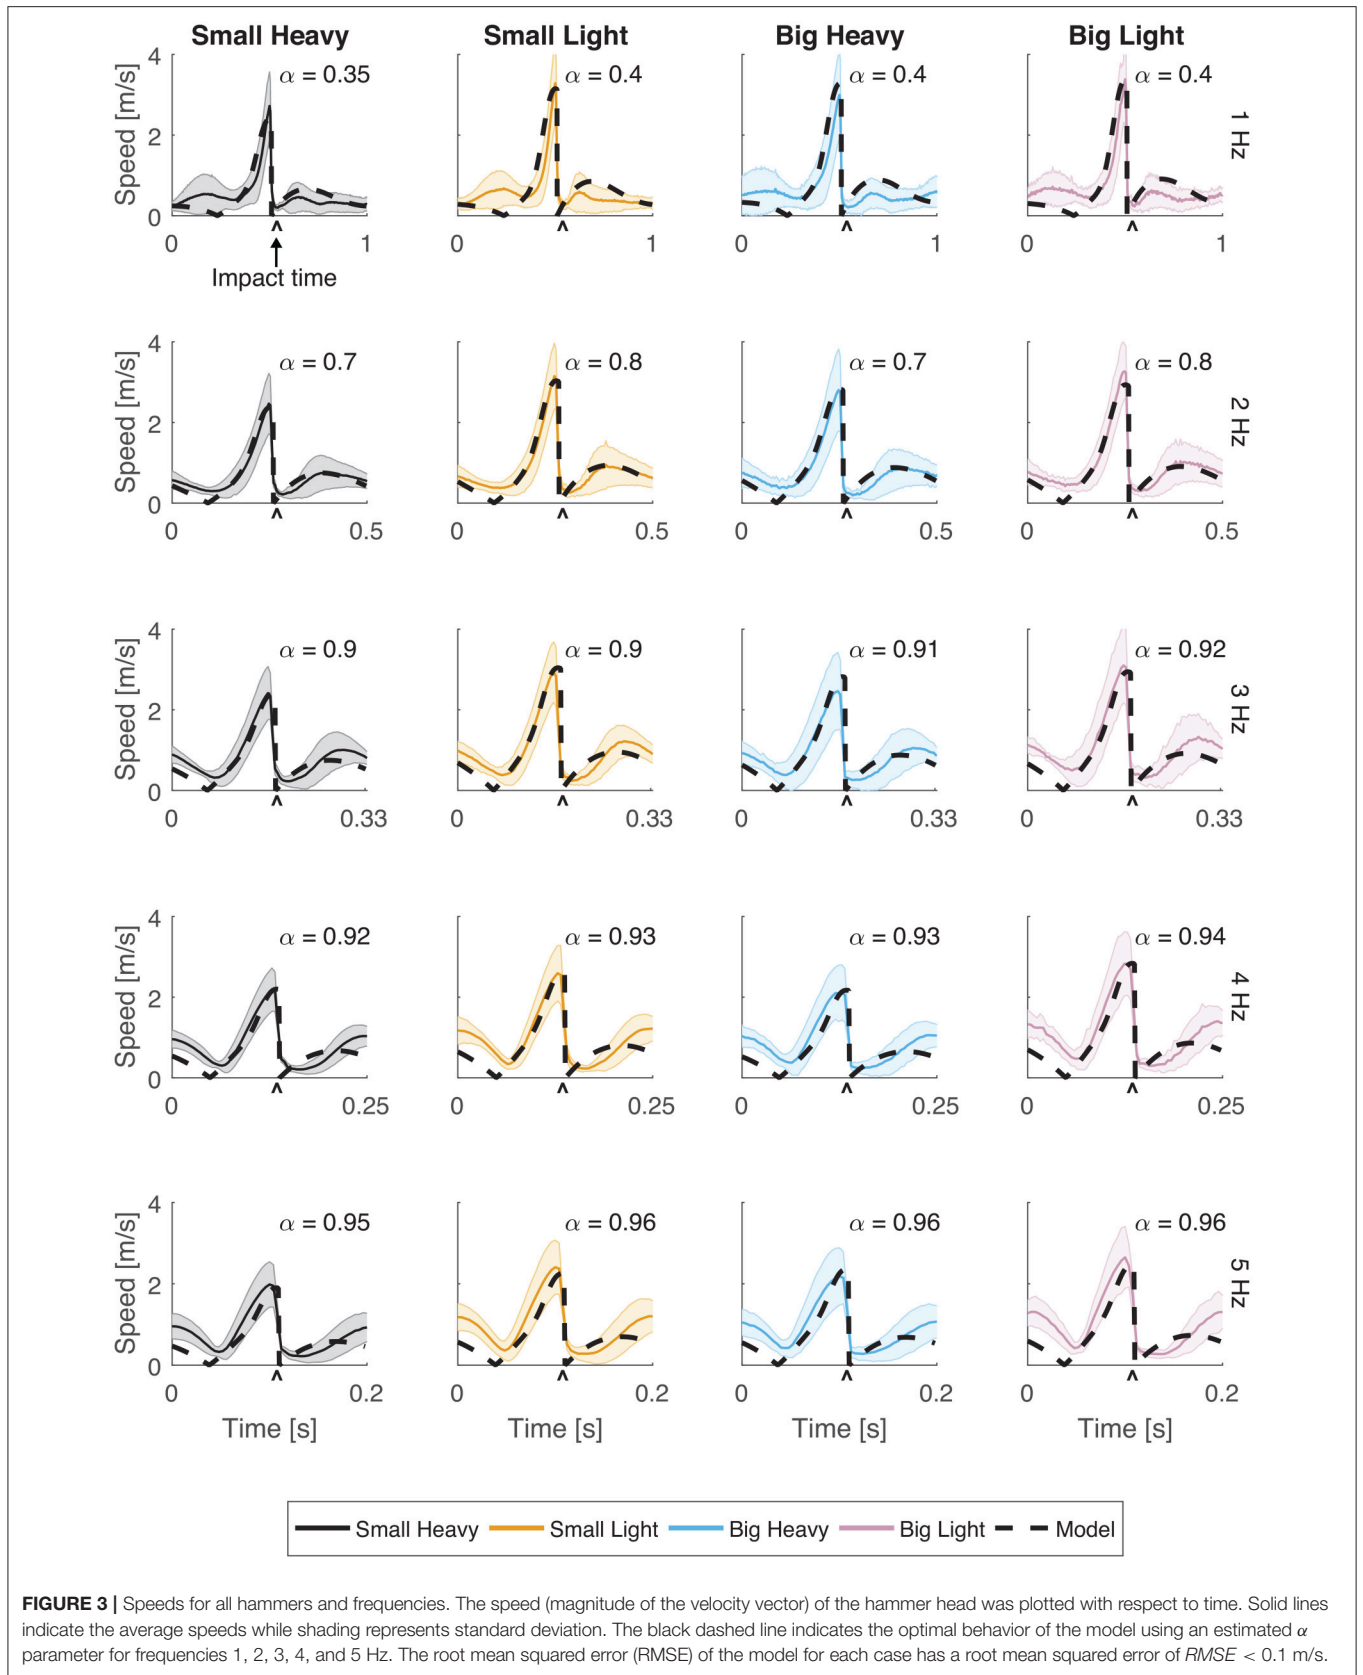 Small Heavy Small Light Big Heavy Big Light
Speed [m/s] 4 2 0 α = 0.35 α = 0.4 α = 0.4 α = 0.4 1 Hz
^ ^ ^ ^
0 1 0 1 0 1 0 1
Impact time
Speed [m/s] 4 2 0 α = 0.7 α = 0.8 α = 0.7 α = 0.8 2 Hz
^ ^ ^ ^
0 0.5 0 0.5 0 0.5 0 0.5
Speed [m/s] 4 2 0 α = 0.9 α = 0.9 α = 0.91 α = 0.92 3 Hz
^ ^ ^ ^
0 0.33 0 0.33 0 0.33 0 0.33
Speed [m/s] 4 2 0 α = 0.92 α = 0.93 α = 0.93 α = 0.94 4 Hz
^ ^ ^ ^
0 0.25 0 0.25 0 0.25 0 0.25
Speed [m/s] 4 2 0 α = 0.95 α = 0.96 α = 0.96 α = 0.96 5 Hz
^ ^ ^ ^
0 0.2 0 0.2 0 0.2 0 0.2
Time [s] Time [s] Time [s] Time [s]
Small Heavy Small Light Big Heavy Big Light Model
FIGURE 3 | Speeds for all hammers and frequencies. The speed (magnitude of the velocity vector) of the hammer head was plotted with respect to time. Solid lines
indicate the average speeds while shading represents standard deviation. The black dashed line indicates the optimal behavior of the model using an estimated α
parameter for frequencies 1, 2, 3, 4, and 5 Hz. The root mean squared error (RMSE) of the model for each case has a root mean squared error of RMSE < 0.1 m/s.